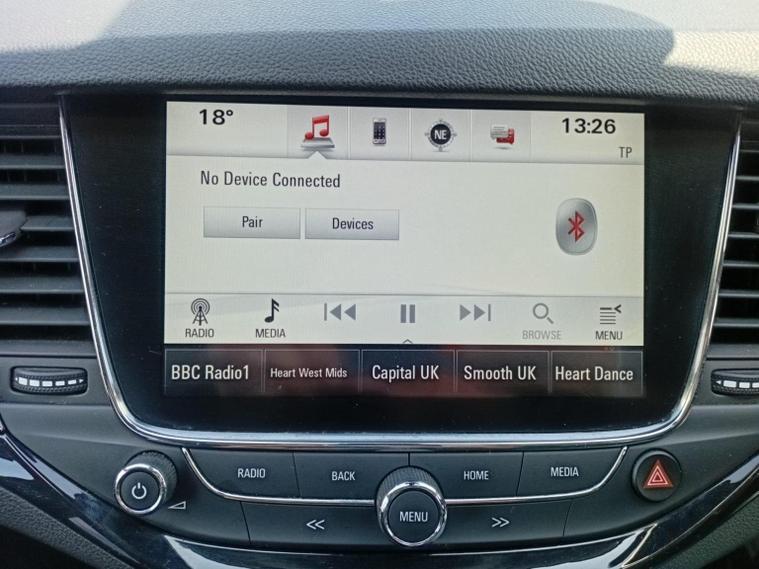 18°
NE
13:26
TP
No Device Connected
Pair
Devices
RADIO
MEDIA
BROWSE
MENU
BBC Radio1
Heart West Mids
Capital UK
Smooth UK
Heart Dance
RADIO
BACK
HOME
MEDIA
MENU